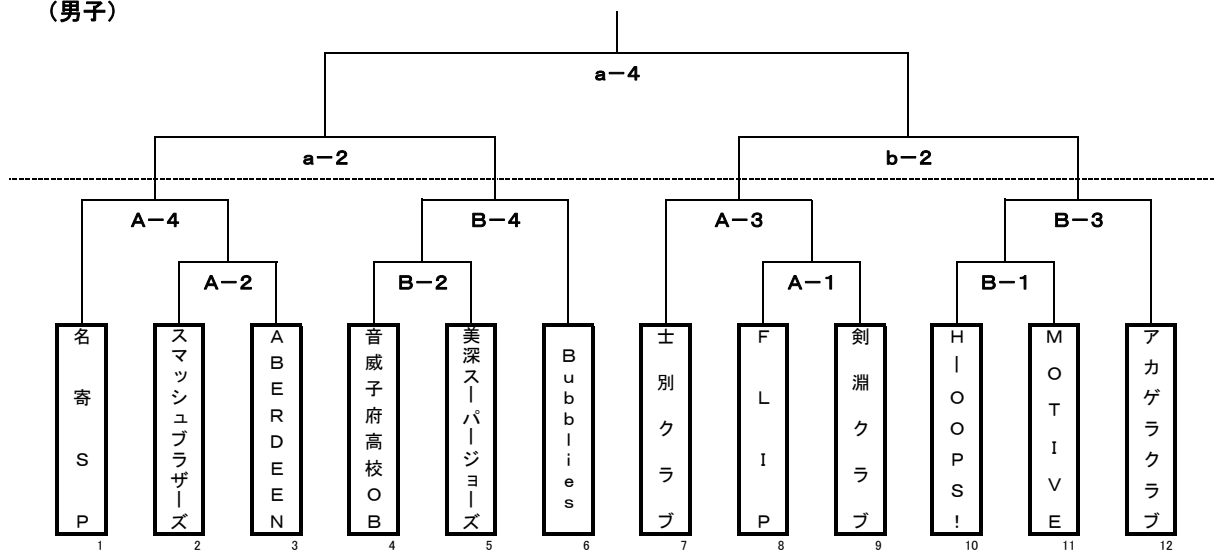 （男子）
a－4
a－2
b－2
A－4
B－4
A－3
B－3
A－2
B－2
A－1
B－1
名寄SP
スマッシュブラザーズ
ABERDEEN
音威子府高校OB
美深スーパージョーズ
Bubblies
士別クラブ
FLIP
剣淵クラブ
H－OOPS!
MOTIVE
アカゲラクラブ
1
2
3
4
5
6
7
8
9
10
11
12